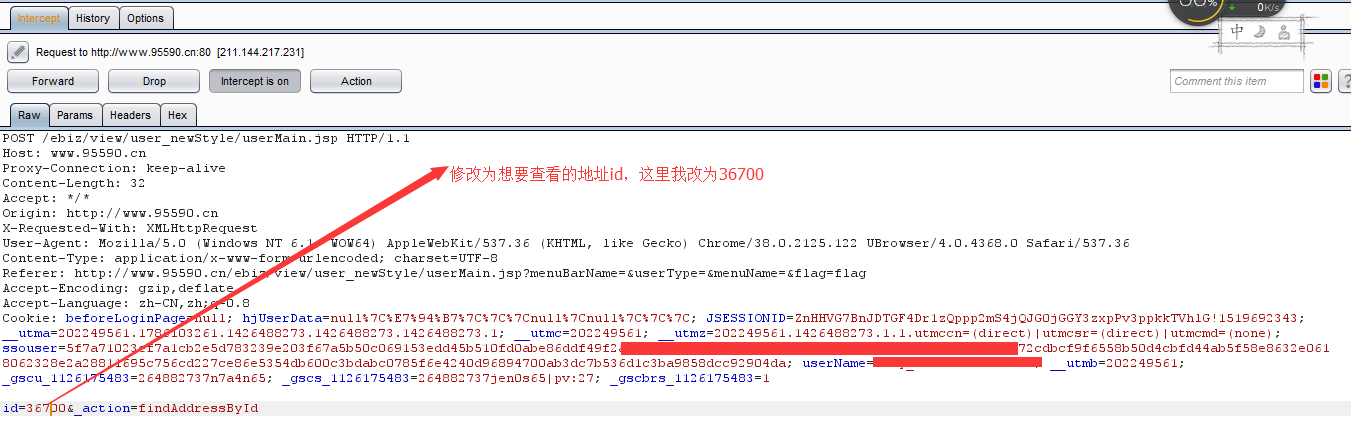 Intercept History Options
0K/s
中
Request to http://www.95590.cn:80 [211.144.217.231]
Forward Drop Intercept is on Action Comment this item ?
Raw Params Headers Hex
POST /ebiz/view/user_newStyle/userMain.jsp HTTP/1.1
Host: www.95590.cn
Proxy-Connection: keep-alive
修改为想要查看的地址id，这里我改为36700
Content-Length: 32
Accept: */*
Origin: http://www.95590.cn
X-Requested-With: XMLHttpRequest
User-Agent: Mozilla/5.0 (Windows NT 6.1; WOW64) AppleWebKit/537.36 (KHTML, like Gecko) Chrome/38.0.2125.122 UBrowser/4.0.4368.0 Safari/537.36
Content-Type: application/x-www-form-urlencoded; charset=UTF-8
Referer: http://www.95590.cn/ebiz/view/user_newStyle/userMain.jsp?menuBarName=&userType=&menuName=&flag=flag
Accept-Encoding: gzip,deflate
Accept-Language: zh-CN,zh;q=0.8
Cookie: beforeLoginPage=null; hjUserData=null%7C%E7%94%B7%7C%7C%7Cnull%7Cnull%7C%7C%7C; JSESSIONID=ZnHHVG7BnJDTGF4Dr1zQppp2mS4jQJGOjGGY3zxpPv3ppkkTVhlG!1519692343;
__utma=202249561.1786103261.1426488273.1426488273.1426488273.1; __utmc=202249561; __utmz=202249561.1426488273.1.1.utmccn=(direct)|utmcsr=(direct)|utmcmd=(none);
ssouser=5f7a71023ef7a1cb2e5d783239e203f67a5b50c069153edd45b510fd0abe86ddf49f2 72cdbcf9f6558b50d4cbfd44ab5f58e8632e061
8062328e2a28811695c756cd227ce86e5354db600c3bdabc0785f6e4240d96894700ab3dc7b536d1c3ba9858dcc92904da; userName= __utmb=202249561;
_gscu_1126175483=264882737n7a4n65; _gscs_1126175483=264882737jen0s65|pv:27; _gscbrs_1126175483=1
id=36700&_action=findAddressById